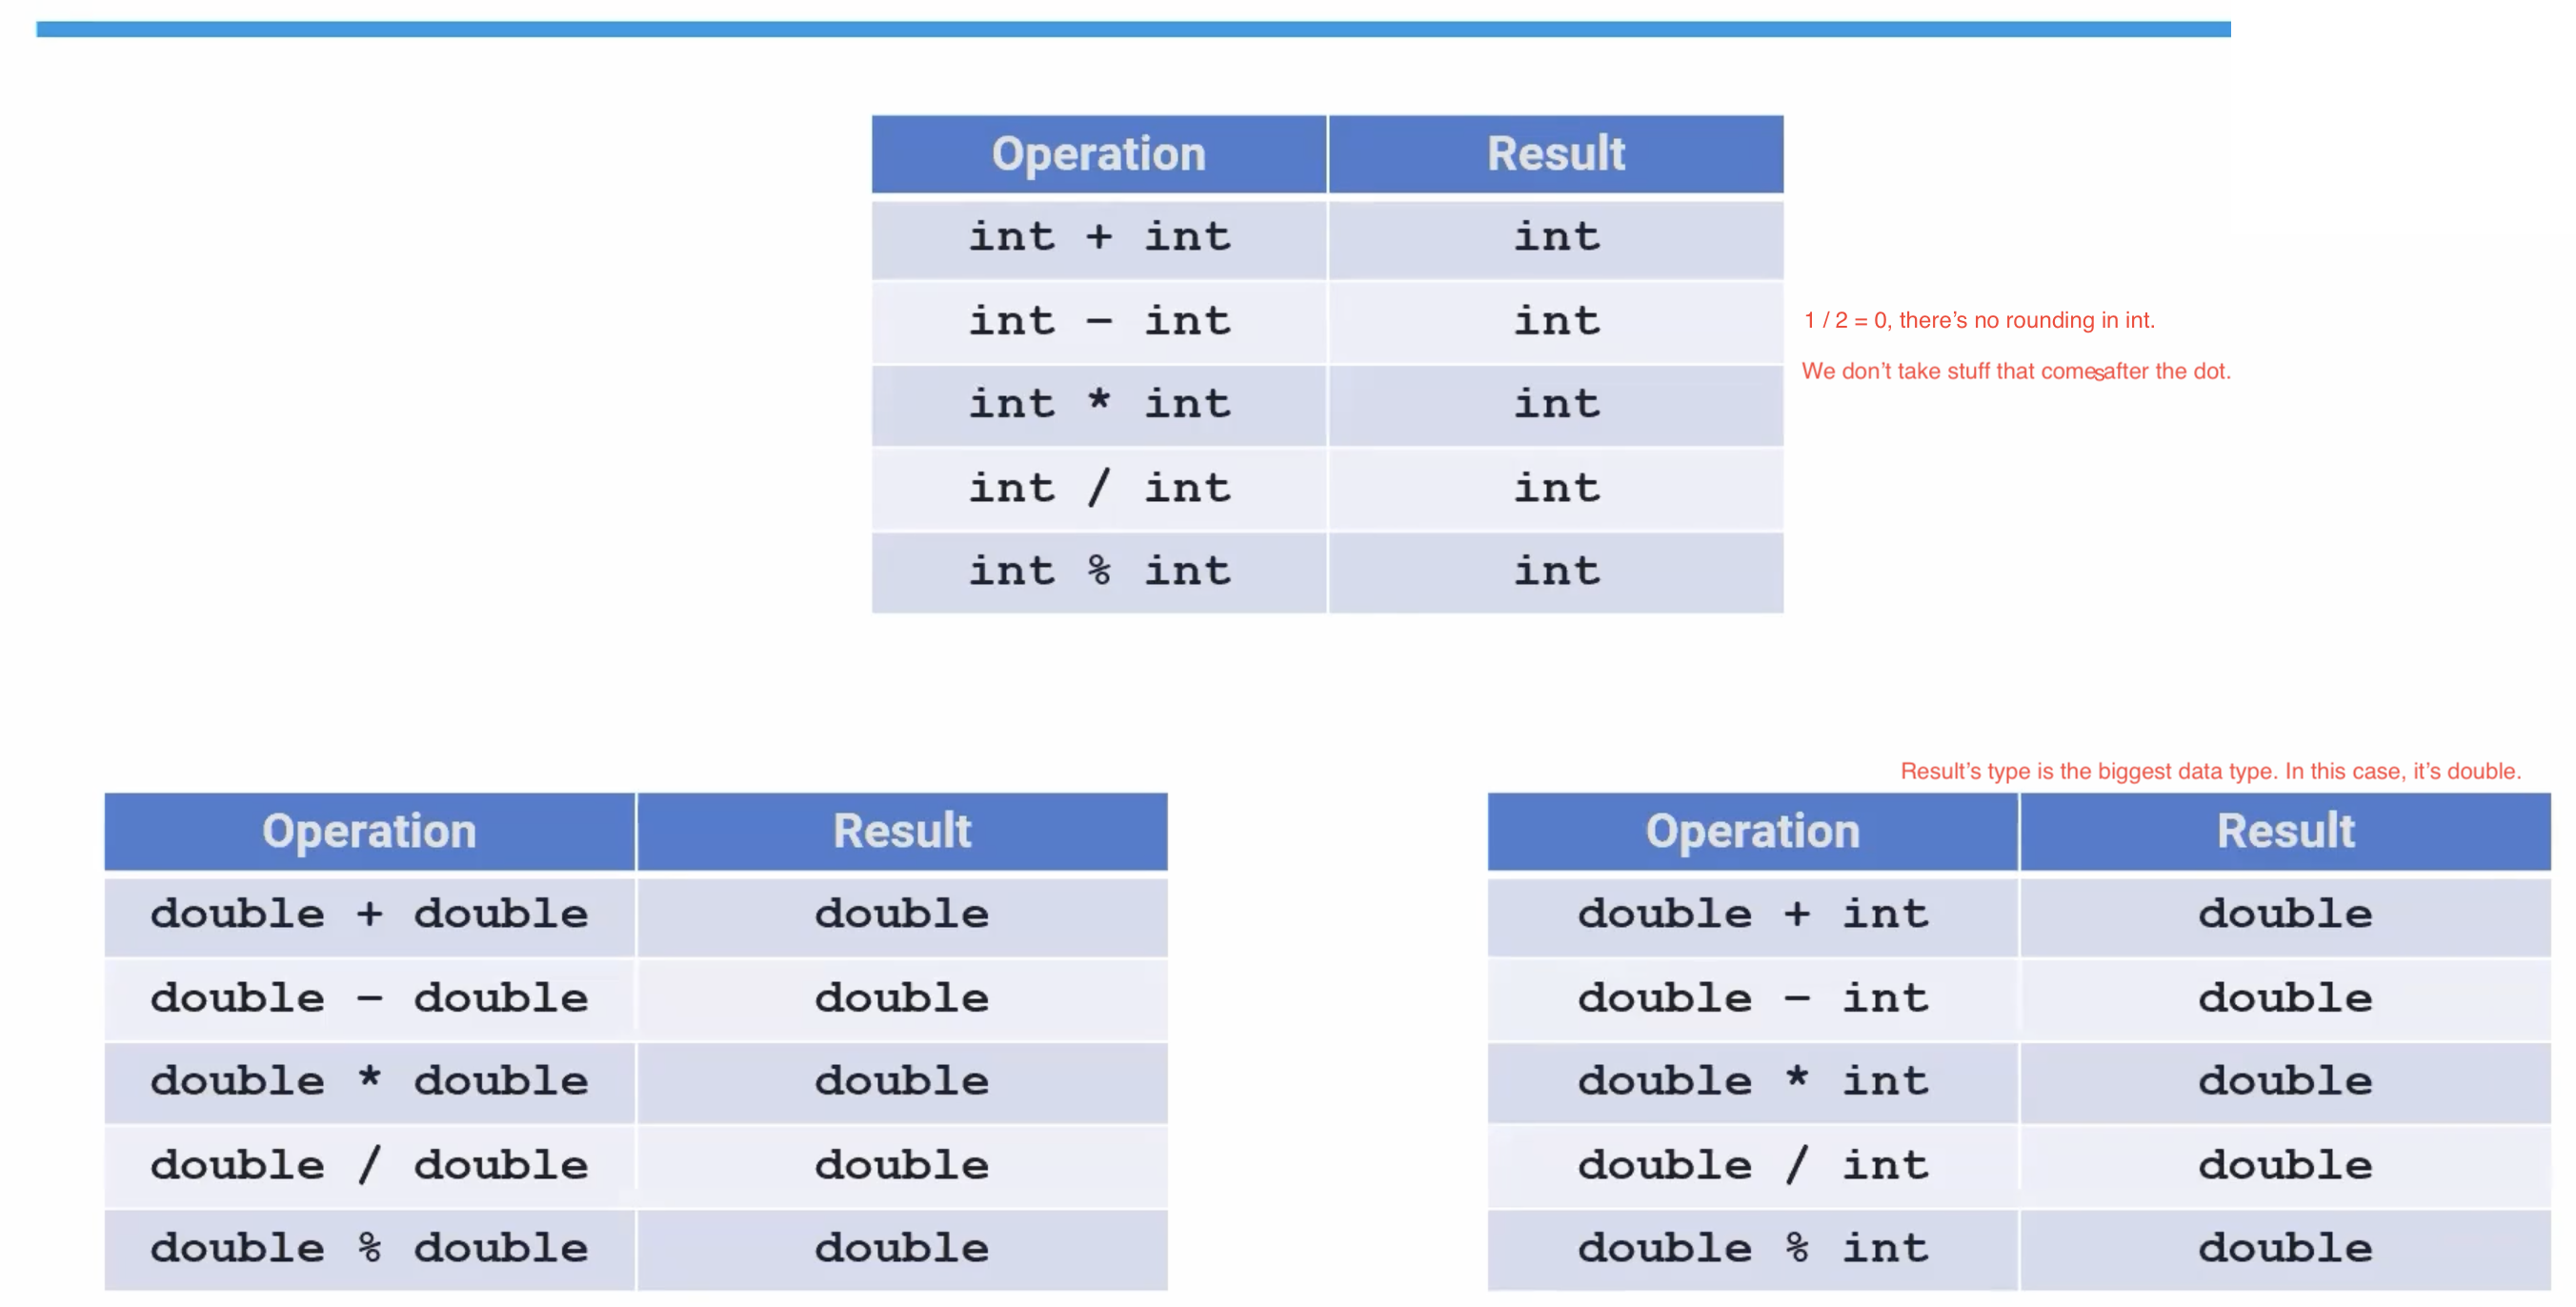 Operation Result
int + int int
int - int int
1 / 2 = 0, there's no rounding in int.
We don't take stuff that comes after the dot.
int * int int
int / int int
int % int int
Result's type is the biggest data type. In this case, it's double.
Operation Result
double + double double
double - double double
double * double double
double / double double
double % double double
Operation Result
double + int double
double - int double
double * int double
double / int double
double % int double